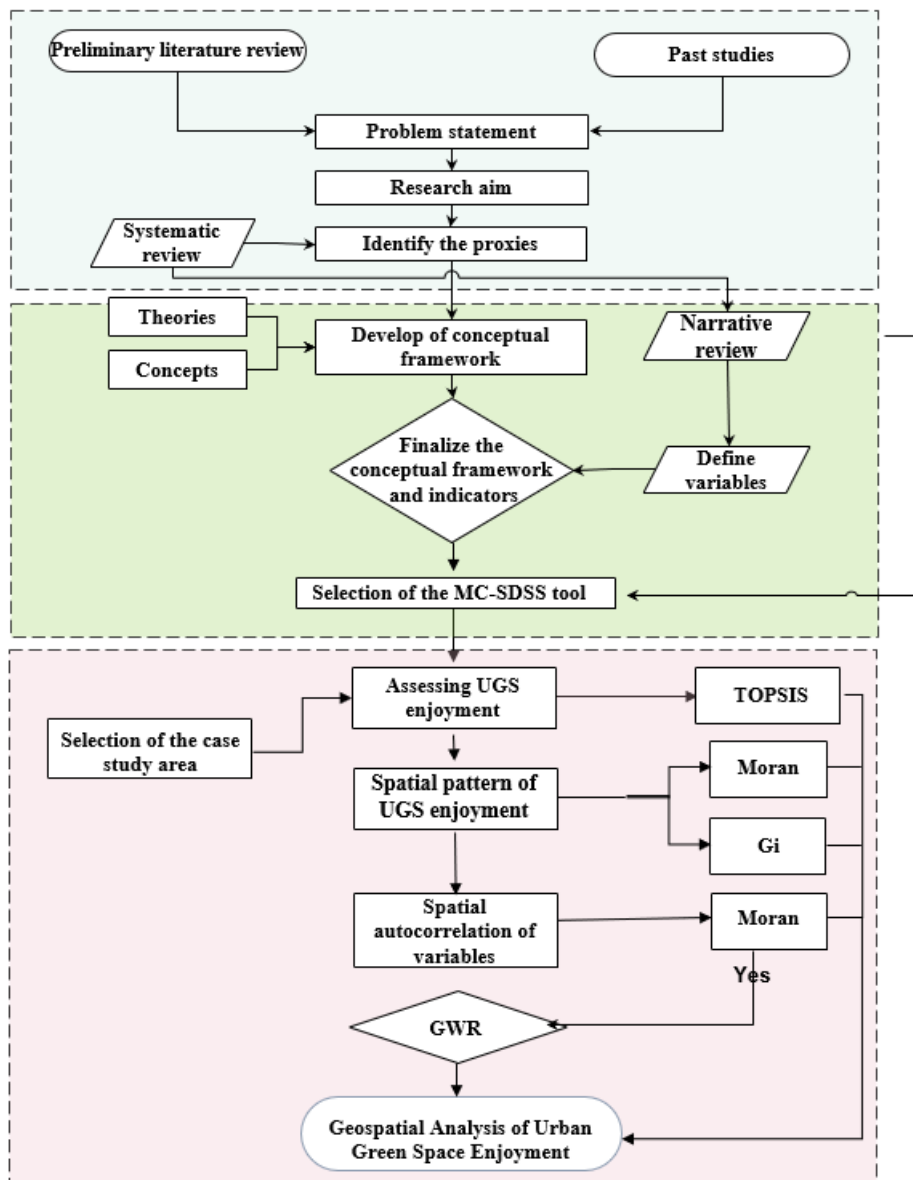 Preliminary literature review
Past studies
Problem statement
Research aim
Systematic
review
Identify the proxies
Theories
Concepts
Develop of conceptual
framework
Narrative
review
Finalize the
conceptual framework
and indicators
Define
variables
Selection of the MC-SDSS tool
Assessing UGS
enjoyment
TOPSIS
Selection of the case
study area
Spatial pattern of
UGS enjoyment
Moran
Gi
Spatial
autocorrelation of
variables
Moran
Yes
GWR
Geospatial Analysis of Urban
Green Space Enjoyment